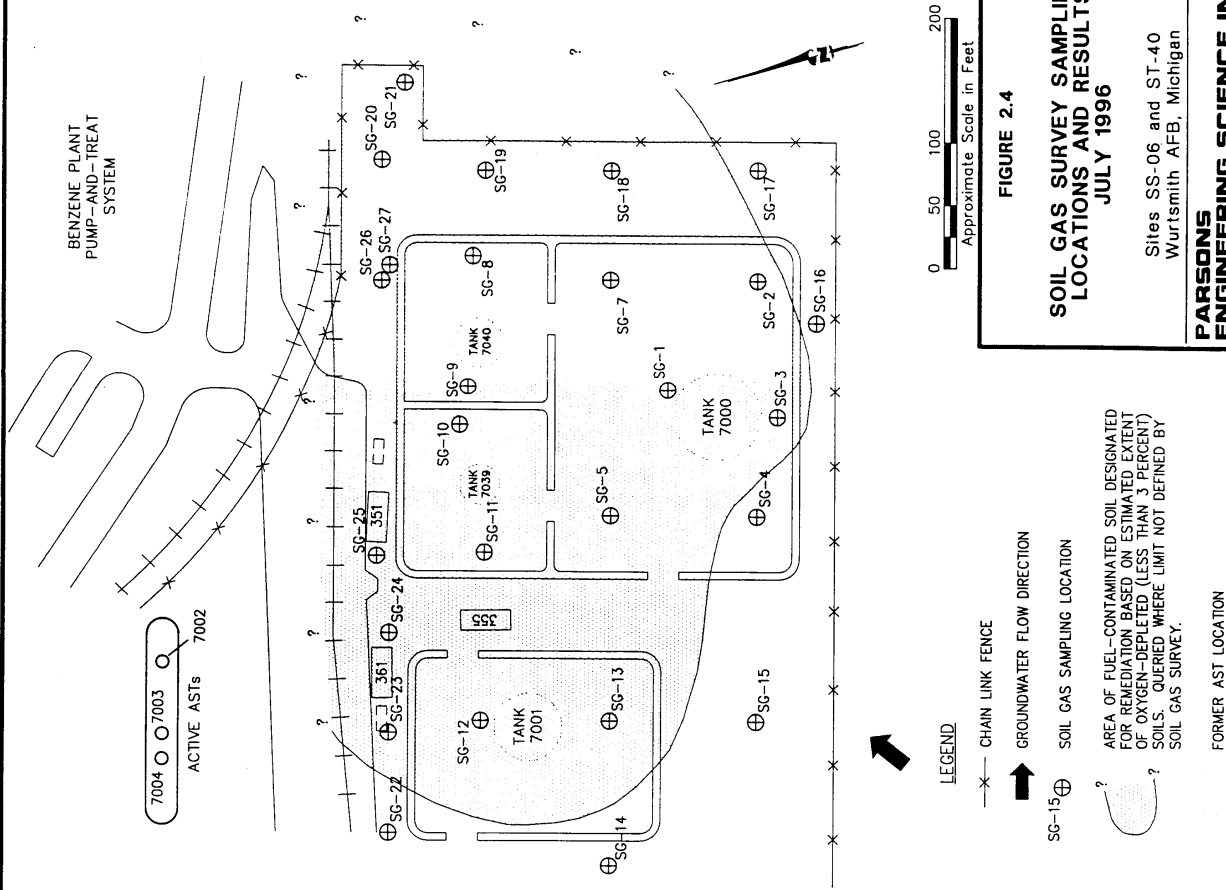 BENZENE PLANT
PUMP-AND-TREAT
SYSTEM
?
?
?
?
?
?
?
?
?
?
7004
7003
7002
ACTIVE ASTs
SG-20
SG-21
SG-26
SG-27
SG-19
SG-18
SG-17
SG-8
TANK
7040
SG-9
SG-10
TANK
7039
SG-11
SG-7
SG-2
SG-16
SG-1
SG-3
TANK
7000
SG-5
SG-4
SG-25
351
SG-24
355
361
SG-23
SG-12
TANK
7001
SG-13
SG-15
SG-22
SG-14
N
0 50 100 200
Approximate Scale in Feet
LEGEND
CHAIN LINK FENCE
GROUNDWATER FLOW DIRECTION
SG-15
SOIL GAS SAMPLING LOCATION
?
?
AREA OF FUEL-CONTAMINATED SOIL DESIGNATED
FOR REMEDIATION BASED ON ESTIMATED EXTENT
OF OXYGEN-DEPLETED (LESS THAN 3 PERCENT)
SOILS. QUERIED WHERE LIMIT NOT DEFINED BY
SOIL GAS SURVEY.
FORMER AST LOCATION
FIGURE 2.4
SOIL GAS SURVEY SAMPLI
LOCATIONS AND RESULTS
JULY 1996
Sites SS-06 and ST-40
Wurtsmith AFB, Michigan
PARSONS
ENGINEERING SCIENCE IN